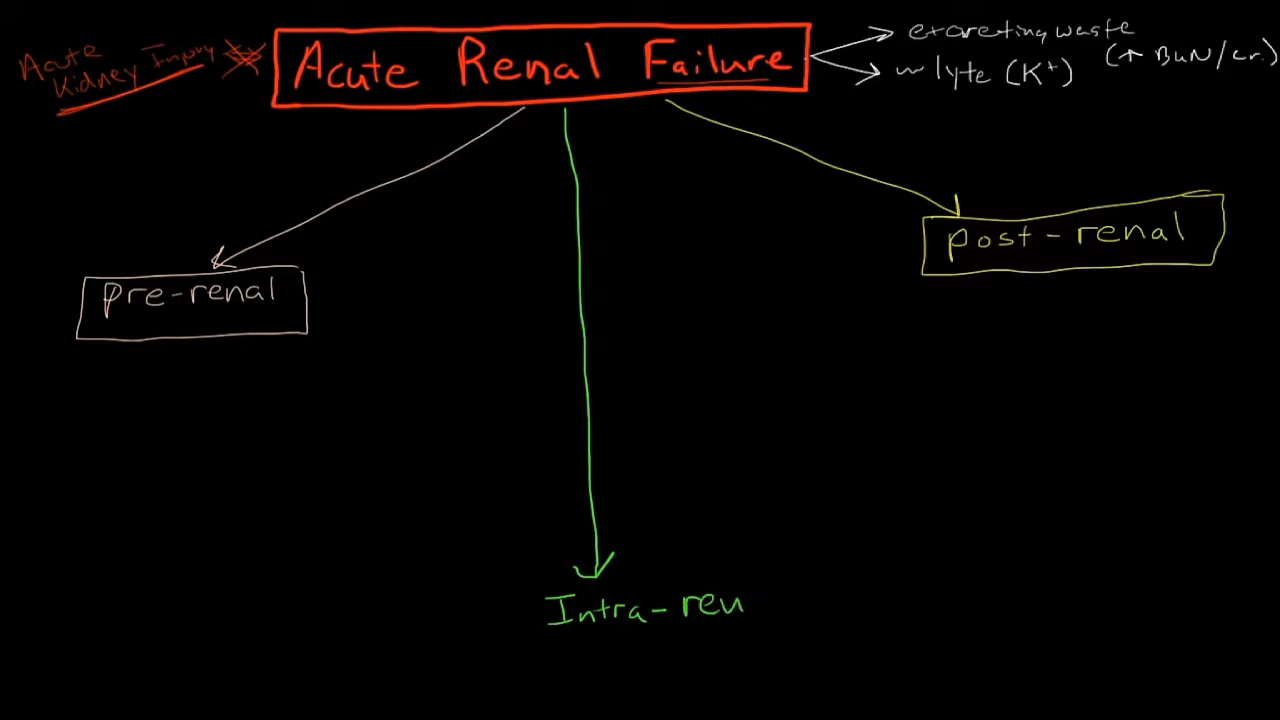 Acute
Kidney Injury
Acute Renal Failure
excreting waste
(↑ BUN/cr.)
lyte (K+)
pre-renal
post-renal
Intra-ren